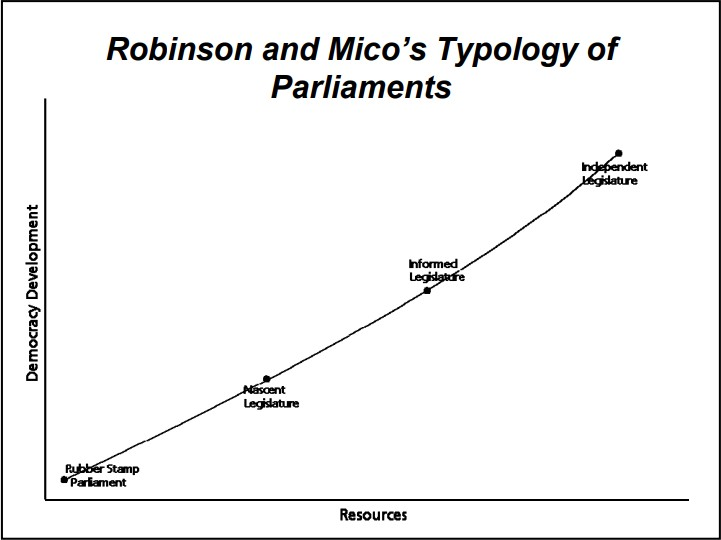 Robinson and Mico's Typology of
Parliaments
Independent
Legislature
Informed
Legislature
Democracy Development
Nascent
Legislature
Rubber Stamp
Parliament
Resources